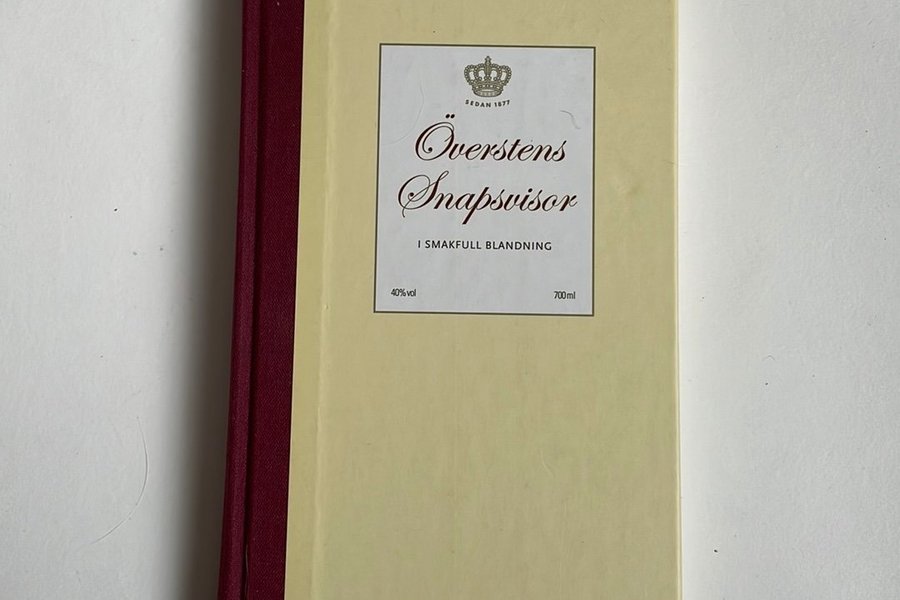 SEDAN 1877
Överstens
Snapsvisor
I SMAKFULL BLANDNING
40% vol 700 ml